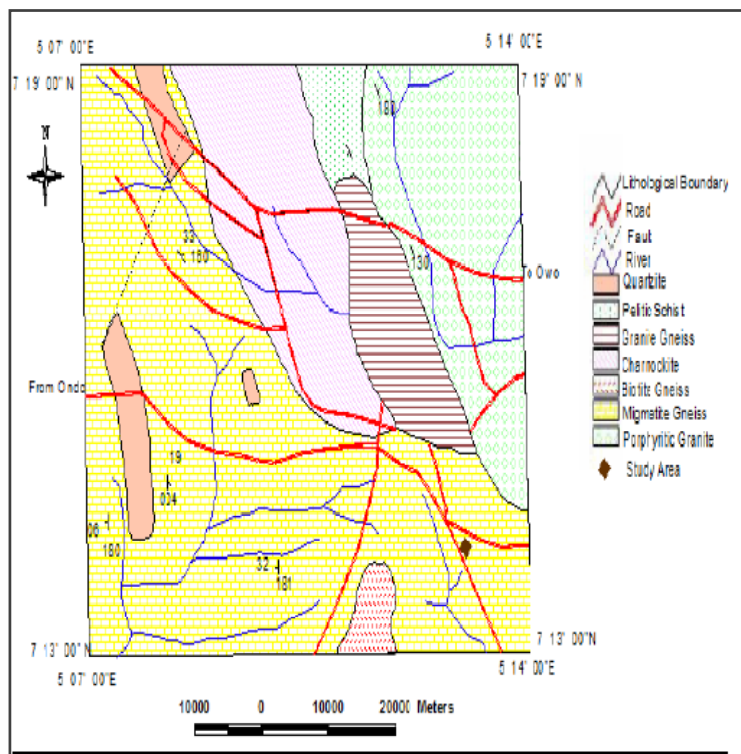 5 07' 00"E
5 14' 00"E
7 19' 00" N
7 19' 00" N
N
182
33
180
130
To Owo
From Ondo
19
004
06
180
32
181
7 13' 00" N
7 13' 00" N
5 07' 00"E
5 14' 00"E
10000 0 10000 20000 Meters
Lithological Boundary
Road
Faut
River
Quartzite
Pelitic Schist
Granite Gneiss
Charnockite
Biotite Gneiss
Migmatite Gneiss
Porphyritic Granite
Study Area